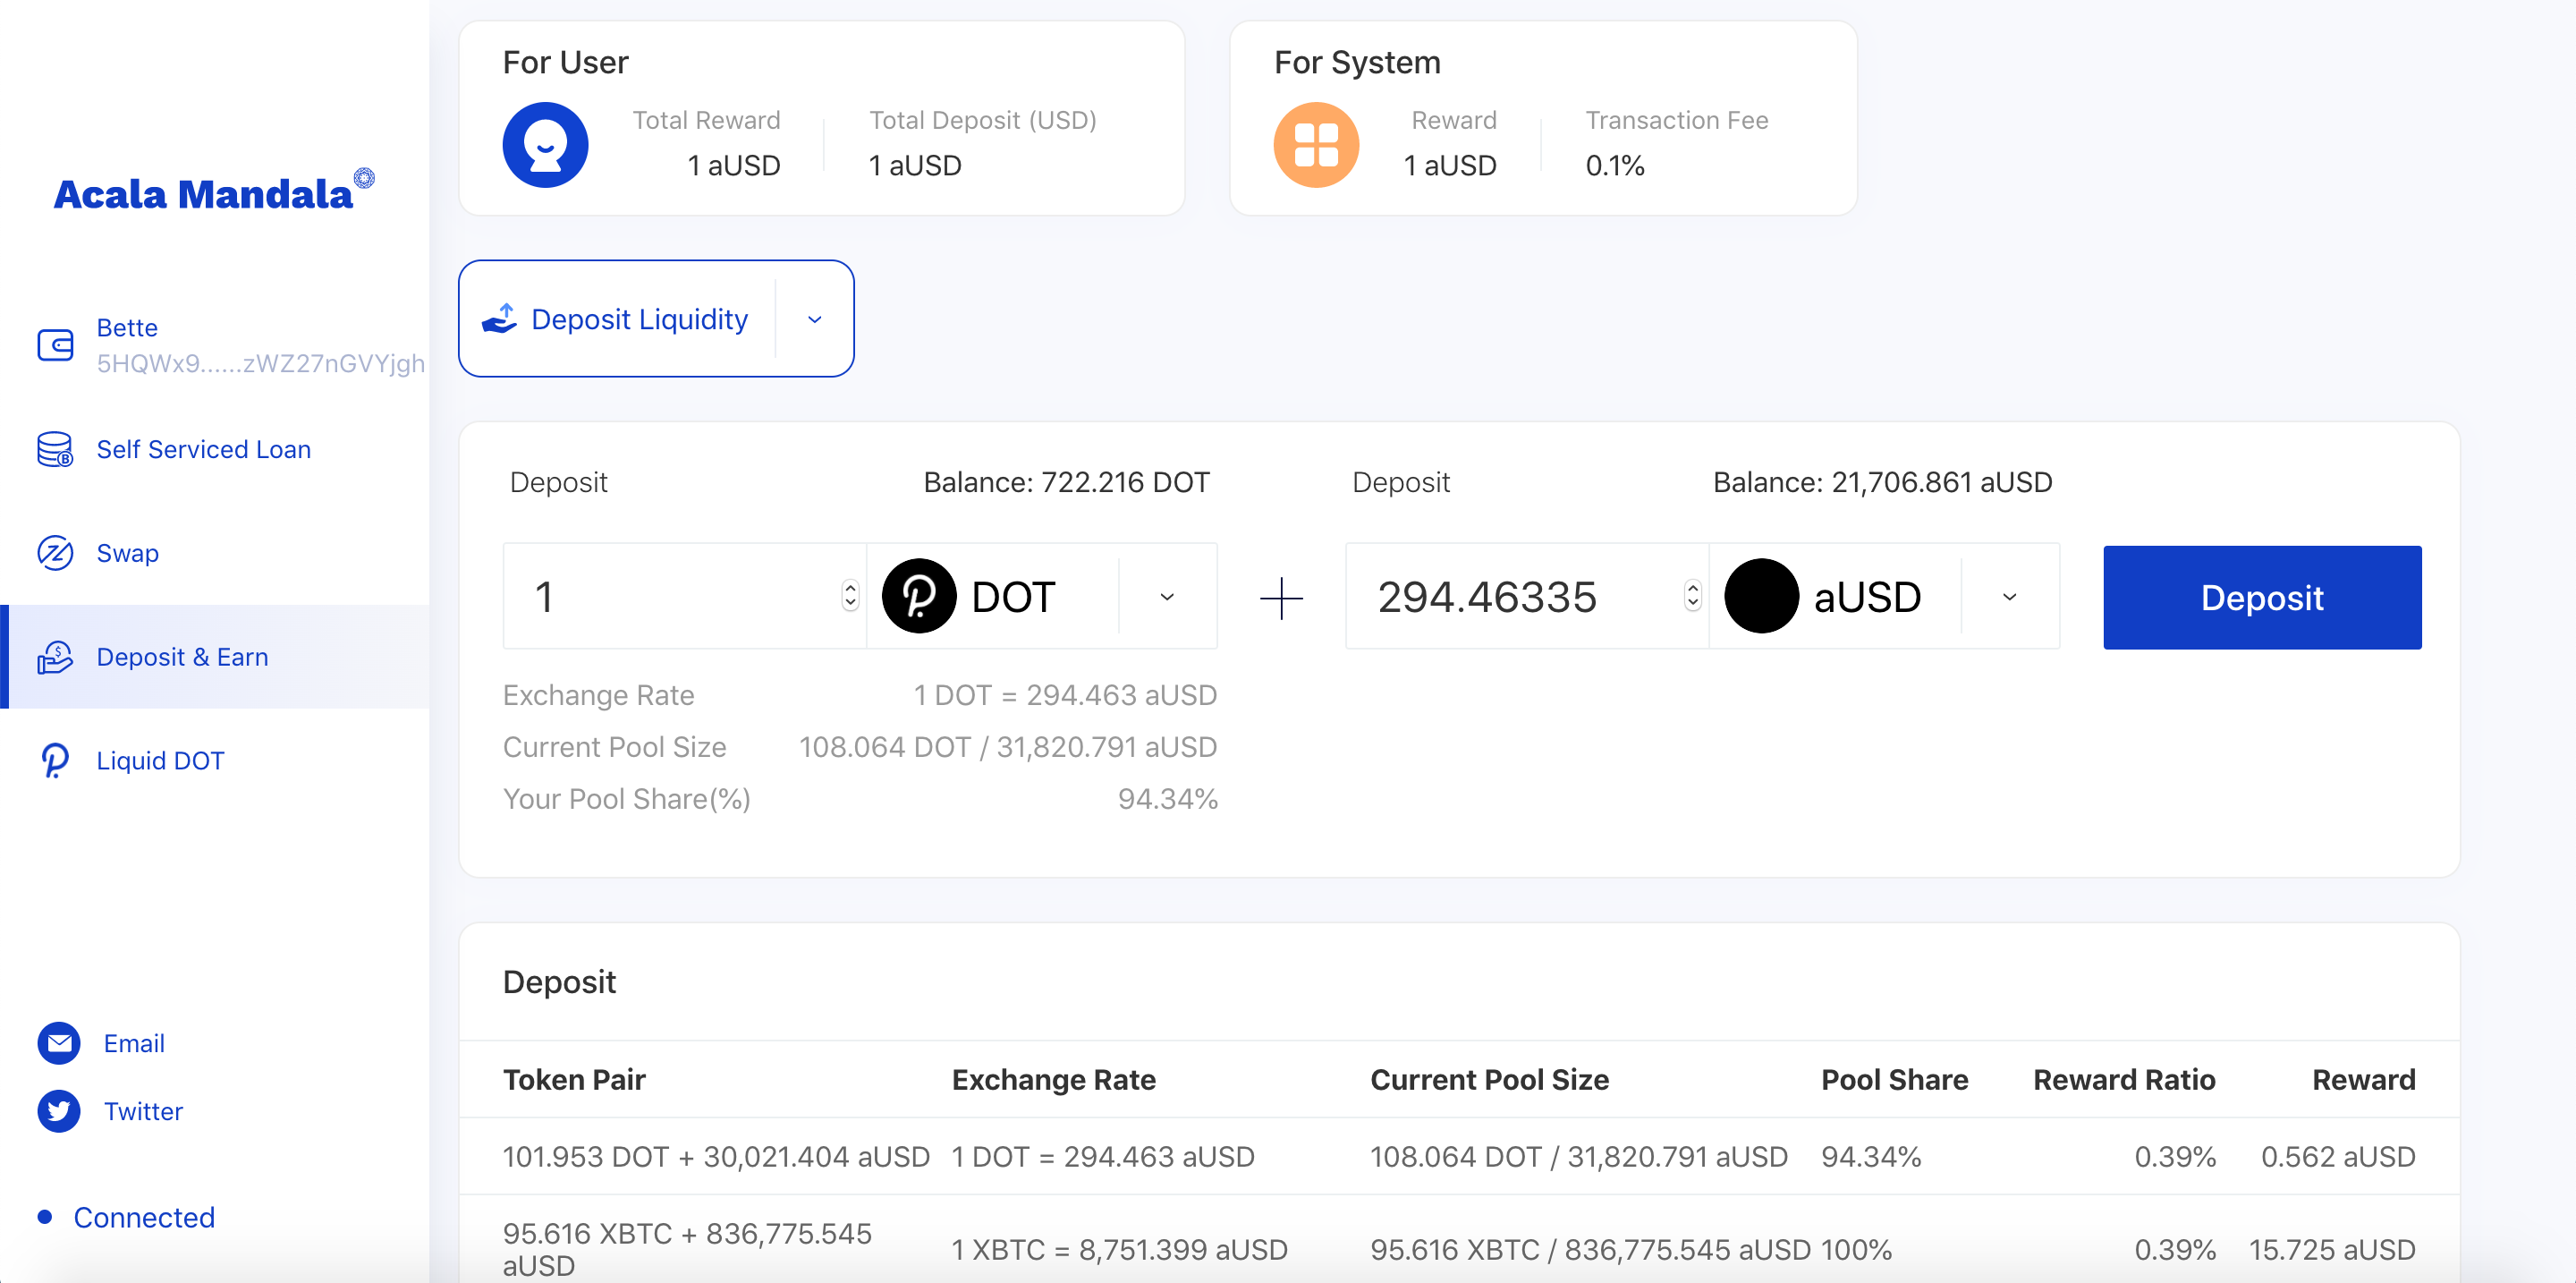 Acala Mandala
Bette
5HQWx9......zWZ27nGVYjgh
Self Serviced Loan
Swap
Deposit & Earn
Liquid DOT
Email
Twitter
Connected
For User
Total Reward
1 aUSD
Total Deposit (USD)
1 aUSD
For System
Reward
1 aUSD
Transaction Fee
0.1%
Deposit Liquidity
Deposit
Balance: 722.216 DOT
1
DOT
+
Deposit
Balance: 21,706.861 aUSD
294.46335
aUSD
Deposit
Exchange Rate 1 DOT = 294.463 aUSD
Current Pool Size 108.064 DOT / 31,820.791 aUSD
Your Pool Share(%) 94.34%
Deposit
Token Pair Exchange Rate Current Pool Size Pool Share Reward Ratio Reward
101.953 DOT + 30,021.404 aUSD 1 DOT = 294.463 aUSD 108.064 DOT / 31,820.791 aUSD 94.34% 0.39% 0.562 aUSD
95.616 XBTC + 836,775.545
aUSD
1 XBTC = 8,751.399 aUSD 95.616 XBTC / 836,775.545 aUSD 100% 0.39% 15.725 aUSD